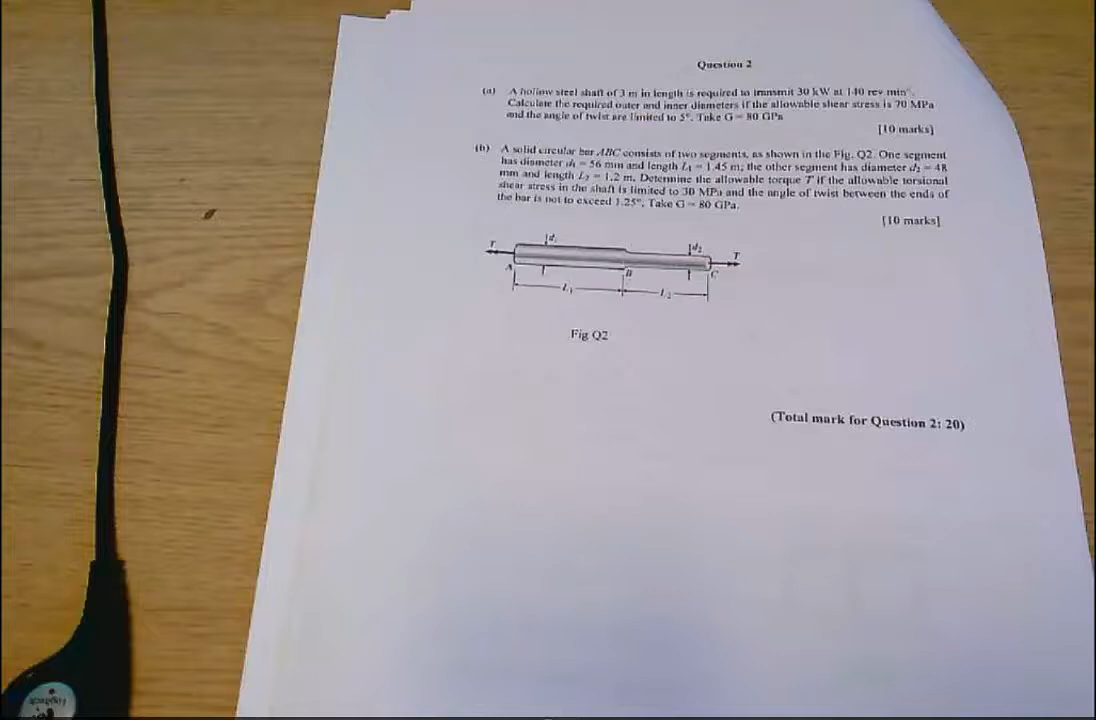 Question 2
(a) A hollow steel shaft of 3 m in length is required to transmit 30 kW at 140 rev min⁻¹.
Calculate the required outer and inner diameters if the allowable shear stress is 70 MPa
and the angle of twist are limited to 5°. Take G = 80 GPa
[10 marks]
(b) A solid circular bar ABC consists of two segments, as shown in the Fig. Q2. One segment
has diameter d₁ = 56 mm and length L₁ = 1.45 m; the other segment has diameter d₂ = 48
mm and length L₂ = 1.2 m. Determine the allowable torque T if the allowable torsional
shear stress in the shaft is limited to 30 MPa and the angle of twist between the ends of
the bar is not to exceed 1.25°. Take G = 80 GPa.
[10 marks]
T d₁ d₂ T
A B C
L₁ L₂
Fig Q2
(Total mark for Question 2: 20)